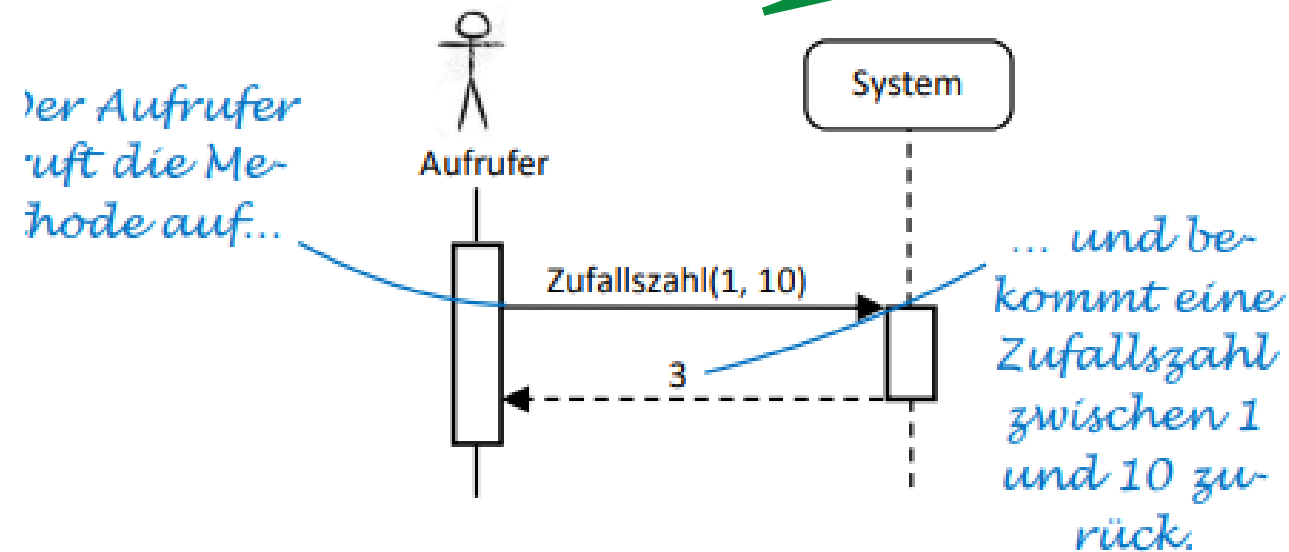 System
er Aufrufer
uft die Me-
hode auf...
Aufrufer
Zufallszahl(1, 10)
3
... und be-
kommt eine
Zufallszahl
zwischen 1
und 10 zu-
rück.